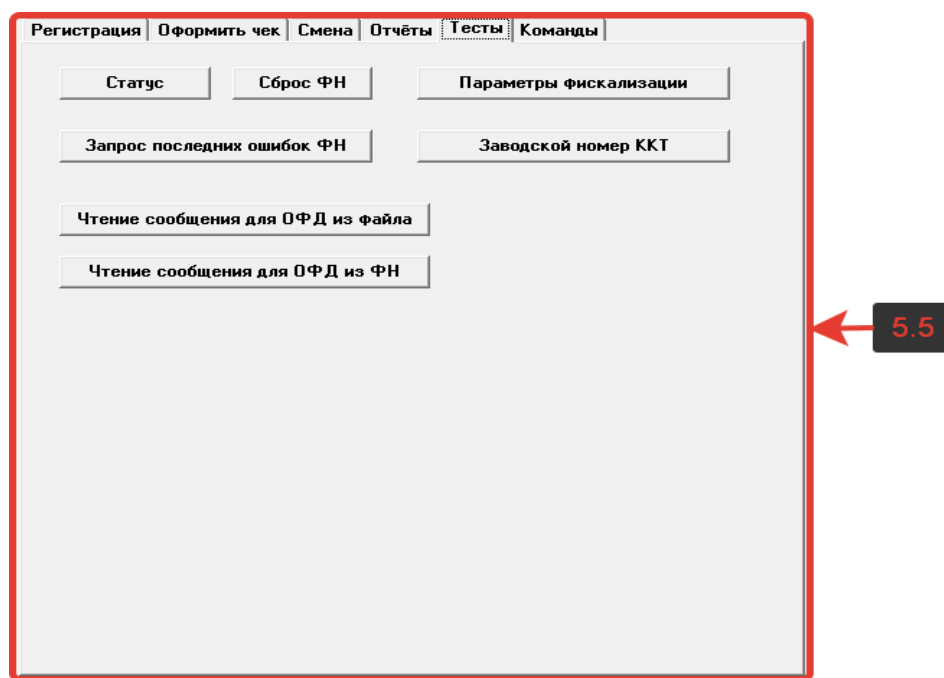 Регистрация Оформить чек Смена Отчёты Тесты Команды
Статус Сброс ФН Параметры фискализации
Запрос последних ошибок ФН Заводской номер ККТ
Чтение сообщения для ОФД из файла
Чтение сообщения для ОФД из ФН
5.5